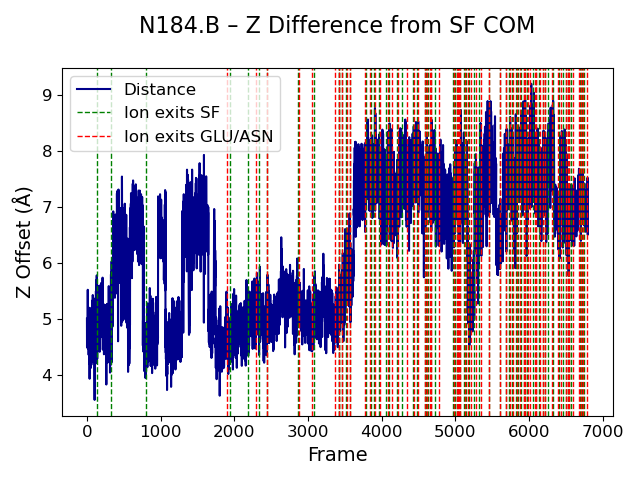 N184.B – Z Difference from SF COM
Distance
Ion exits SF
Ion exits GLU/ASN
Z Offset (Å)
9
8
7
6
5
4
0 1000 2000 3000 4000 5000 6000 7000
Frame